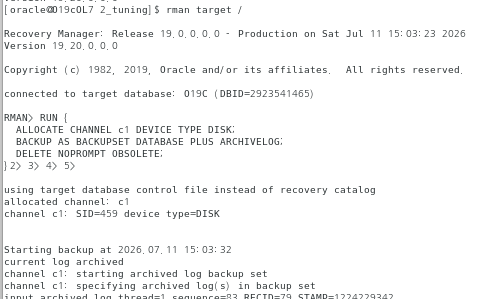 [oracle@O19cOL7 2_tuning]$ rman target /
Recovery Manager: Release 19.0.0.0.0 - Production on Sat Jul 11 15:03:23 2026
Version 19.20.0.0.0
Copyright (c) 1982, 2019, Oracle and/or its affiliates.  All rights reserved.
connected to target database: O19C (DBID=2923541465)
RMAN> RUN {
  ALLOCATE CHANNEL c1 DEVICE TYPE DISK;
  BACKUP AS BACKUPSET DATABASE PLUS ARCHIVELOG;
  DELETE NOPROMPT OBSOLETE;
}2> 3> 4> 5>
using target database control file instead of recovery catalog
allocated channel: c1
channel c1: SID=459 device type=DISK
Starting backup at 2026.07.11 15:03:32
current log archived
channel c1: starting archived log backup set
channel c1: specifying archived log(s) in backup set
input archived log thread=1 sequence=83 RECID=79 STAMP=1224229342